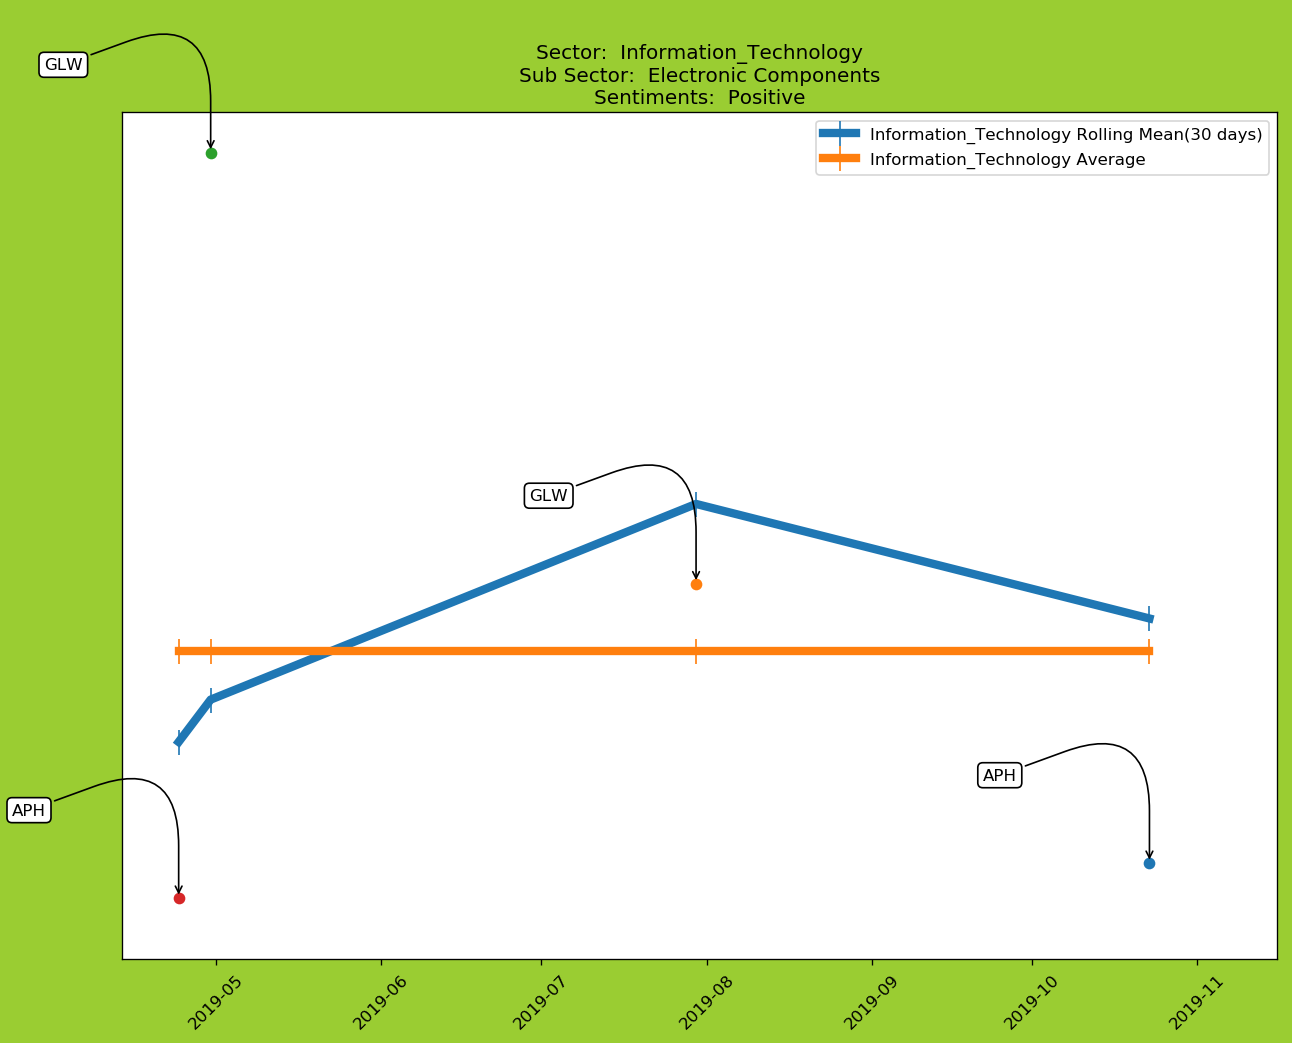 GLW
Sector:  Information_Technology
Sub Sector:  Electronic Components
Sentiments:  Positive
Information_Technology Rolling Mean(30 days)
Information_Technology Average
GLW
APH
APH
2019-05
2019-06
2019-07
2019-08
2019-09
2019-10
2019-11